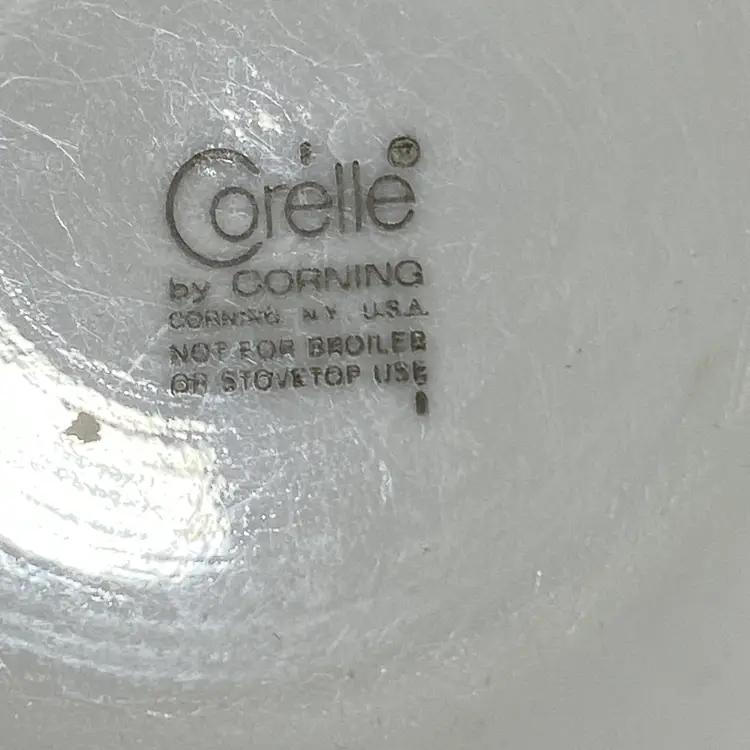 Corelle®
by CORNING
CORNING, N.Y. U.S.A.
NOT FOR BROILER
OR STOVETOP USE